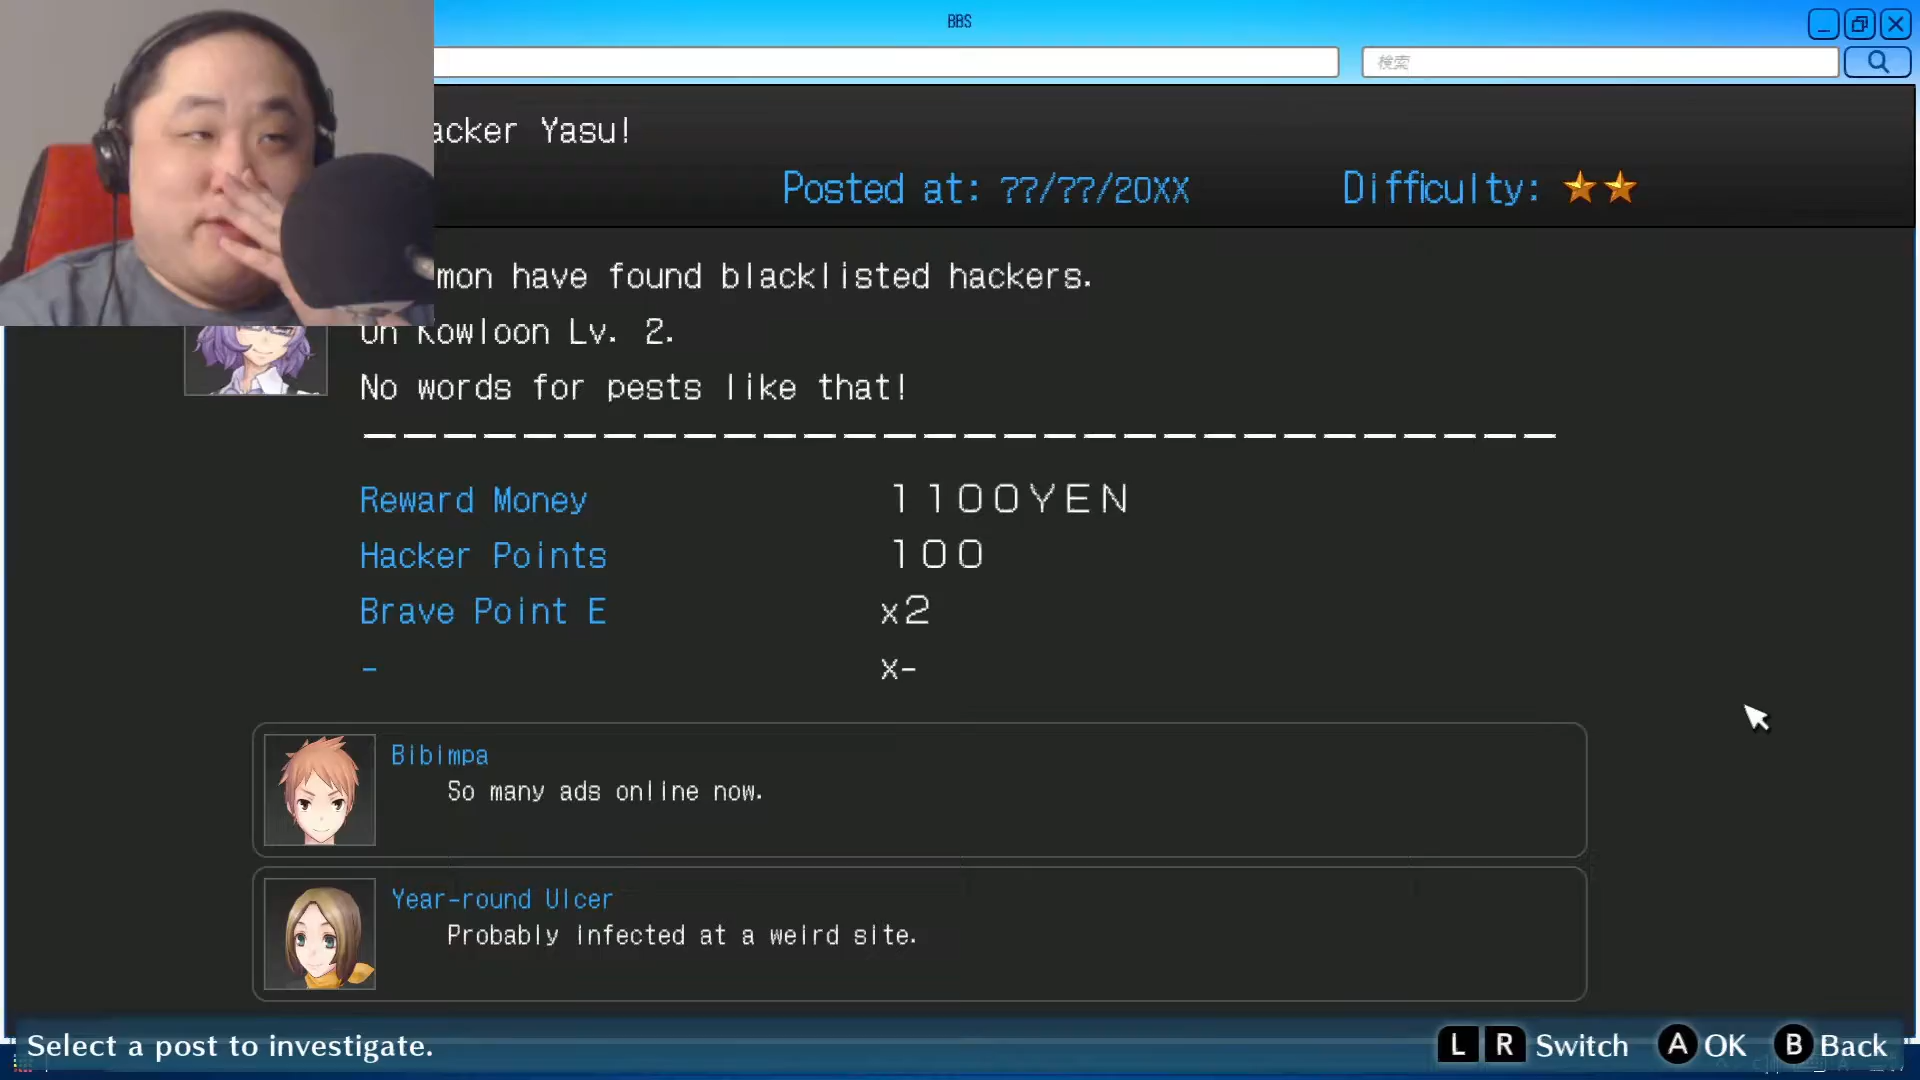 BBS
検索
acker Yasu!
Posted at: ??/??/20XX
Difficulty:
mon have found blacklisted hackers.
On Kowloon Lv. 2.
No words for pests like that!
Reward Money 1100YEN
Hacker Points 100
Brave Point E x2
- x-
BibImpa
So many ads online now.
Year-round Ulcer
Probably infected at a weird site.
Select a post to investigate.
L R Switch A OK B Back